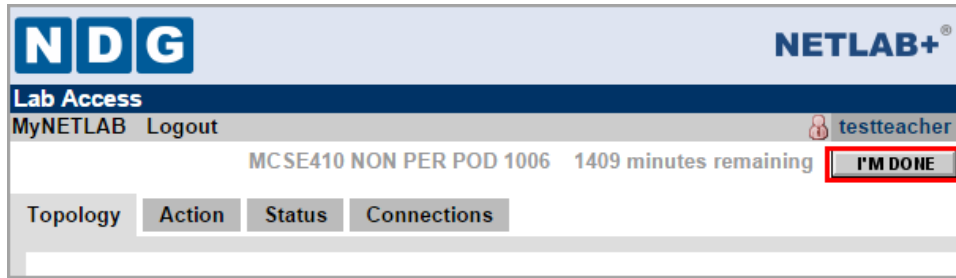 NDG NETLAB+®
Lab Access
MyNETLAB Logout testteacher
MCSE410 NON PER POD 1006 1409 minutes remaining I'M DONE
Topology Action Status Connections